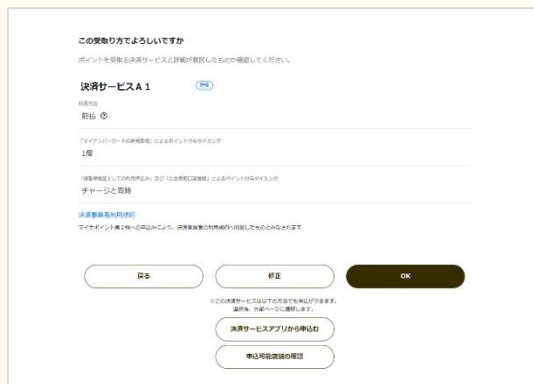 この受取り方でよろしいですか
ポイントを受取る決済サービスと詳細が意図したものか確認してください。
決済サービスA 1
詳細
利用方法
前払
「マイナンバーカードの新規取得」によるポイント付与タイミング
1度
「健康保険証としての利用申込み」及び「公金受取口座登録」によるポイント付与タイミング
チャージと同時
決済事業者利用規約
マイナポイント第2弾への申込みにより、決済事業者の利用規約へ同意したものとみなされます
戻る
修正
OK
※この決済サービスは以下の方法でも申込ができます。
選択後、外部ページに遷移します。
決済サービスアプリから申込む
申込可能店舗の確認